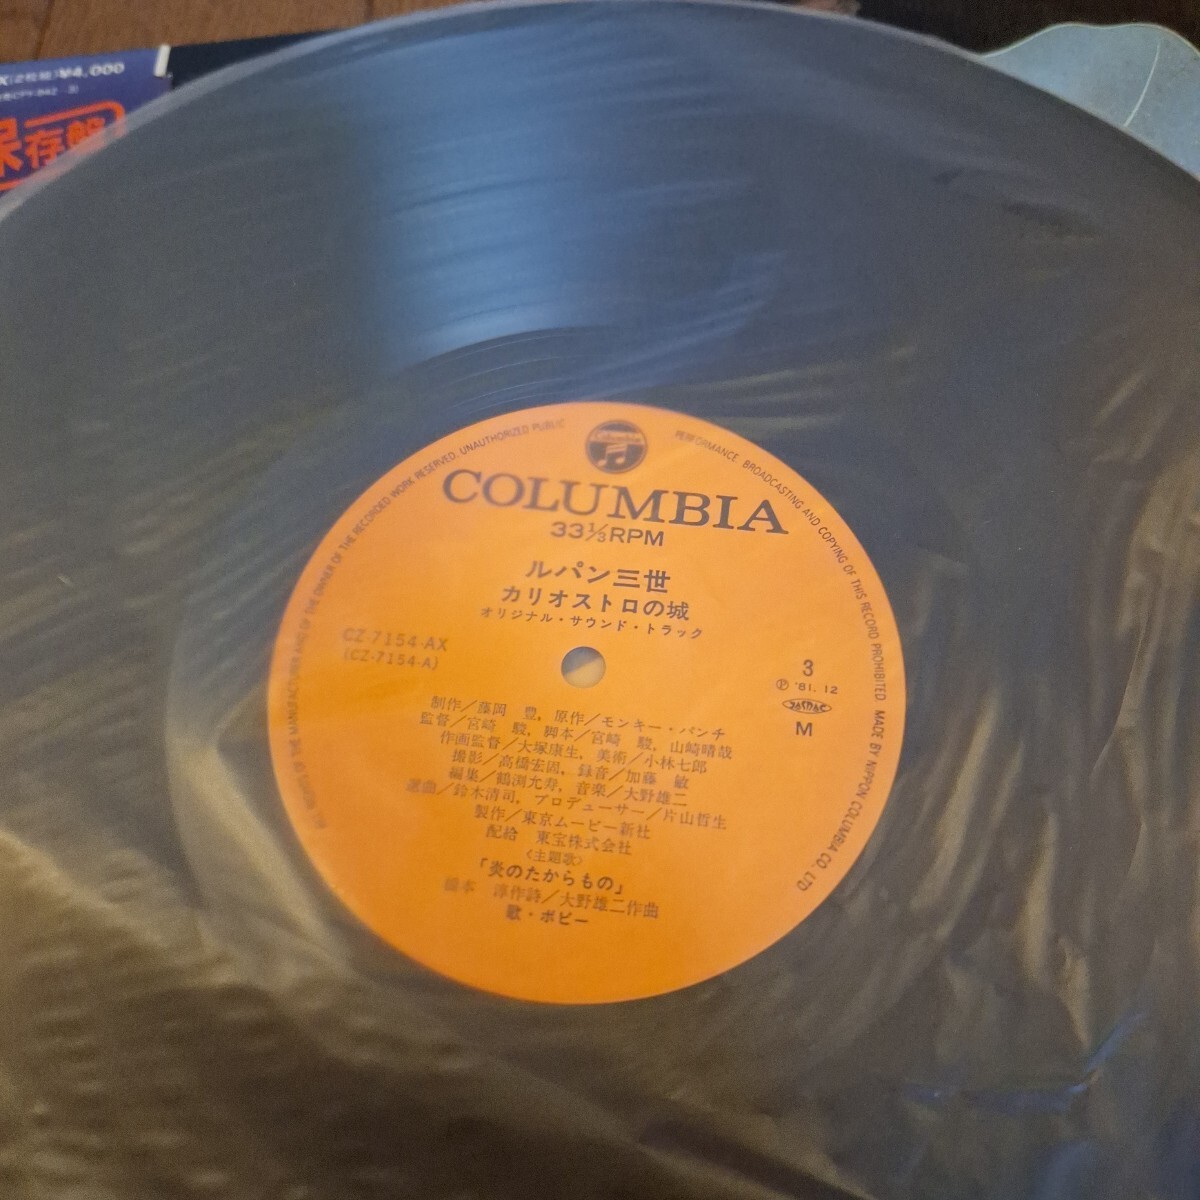 X(2枚組)¥4,000
保存盤
Columbia
ALL RIGHTS OF THE MANUFACTURER AND OF THE OWNER OF THE RECORDED WORK RESERVED. UNAUTHORIZED PUBLIC PERFORMANCE, BROADCASTING AND COPYING OF THIS RECORD PROHIBITED. MADE BY NIPPON COLUMBIA CO., LTD
COLUMBIA
33⅓RPM
ルパン三世
カリオストロの城
オリジナル・サウンド・トラック
CZ-7154-AX
(CZ-7154-A)
3
Ⓟ '81. 12
JASRAC
M
制作/藤岡 豊, 原作/モンキー・パンチ
監督/宮崎 駿, 脚本/宮崎 駿, 山崎晴哉
作画監督/大塚康生, 美術/小林七郎
撮影/高橋宏固, 録音/加藤 敏
編集/鶴渕允寿, 音楽/大野雄二
選曲/鈴木清司, プロデューサー/片山哲生
製作/東京ムービー新社
配給 東宝株式会社
〈主題歌〉
「炎のたからもの」
橋本 淳作詩/大野雄二作曲
歌・ボビー